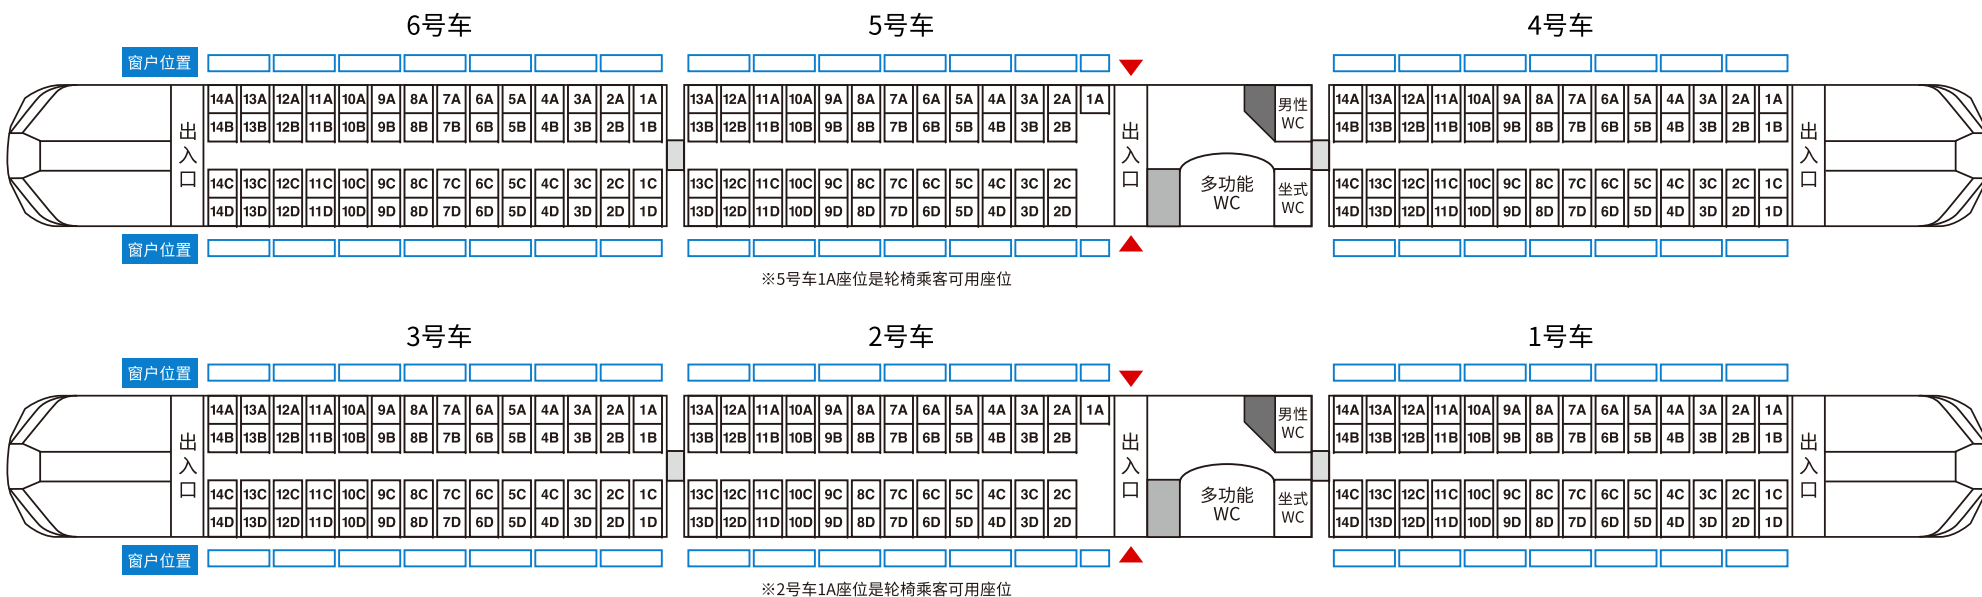 6号车 5号车 4号车
窗户位置
14A 13A 12A 11A 10A 9A 8A 7A 6A 5A 4A 3A 2A 1A 13A 12A 11A 10A 9A 8A 7A 6A 5A 4A 3A 2A 1A 男性 14A 13A 12A 11A 10A 9A 8A 7A 6A 5A 4A 3A 2A 1A
14B 13B 12B 11B 10B 9B 8B 7B 6B 5B 4B 3B 2B 1B 13B 12B 11B 10B 9B 8B 7B 6B 5B 4B 3B 2B WC 14B 13B 12B 11B 10B 9B 8B 7B 6B 5B 4B 3B 2B 1B
出入口 出入口 出入口
14C 13C 12C 11C 10C 9C 8C 7C 6C 5C 4C 3C 2C 1C 13C 12C 11C 10C 9C 8C 7C 6C 5C 4C 3C 2C 多功能 坐式 14C 13C 12C 11C 10C 9C 8C 7C 6C 5C 4C 3C 2C 1C
14D 13D 12D 11D 10D 9D 8D 7D 6D 5D 4D 3D 2D 1D 13D 12D 11D 10D 9D 8D 7D 6D 5D 4D 3D 2D WC WC 14D 13D 12D 11D 10D 9D 8D 7D 6D 5D 4D 3D 2D 1D
窗户位置
※5号车1A座位是轮椅乘客可用座位
3号车 2号车 1号车
窗户位置
14A 13A 12A 11A 10A 9A 8A 7A 6A 5A 4A 3A 2A 1A 13A 12A 11A 10A 9A 8A 7A 6A 5A 4A 3A 2A 1A 男性 14A 13A 12A 11A 10A 9A 8A 7A 6A 5A 4A 3A 2A 1A
14B 13B 12B 11B 10B 9B 8B 7B 6B 5B 4B 3B 2B 1B 13B 12B 11B 10B 9B 8B 7B 6B 5B 4B 3B 2B WC 14B 13B 12B 11B 10B 9B 8B 7B 6B 5B 4B 3B 2B 1B
出入口 出入口 出入口
14C 13C 12C 11C 10C 9C 8C 7C 6C 5C 4C 3C 2C 1C 13C 12C 11C 10C 9C 8C 7C 6C 5C 4C 3C 2C 多功能 坐式 14C 13C 12C 11C 10C 9C 8C 7C 6C 5C 4C 3C 2C 1C
14D 13D 12D 11D 10D 9D 8D 7D 6D 5D 4D 3D 2D 1D 13D 12D 11D 10D 9D 8D 7D 6D 5D 4D 3D 2D WC WC 14D 13D 12D 11D 10D 9D 8D 7D 6D 5D 4D 3D 2D 1D
窗户位置
※2号车1A座位是轮椅乘客可用座位